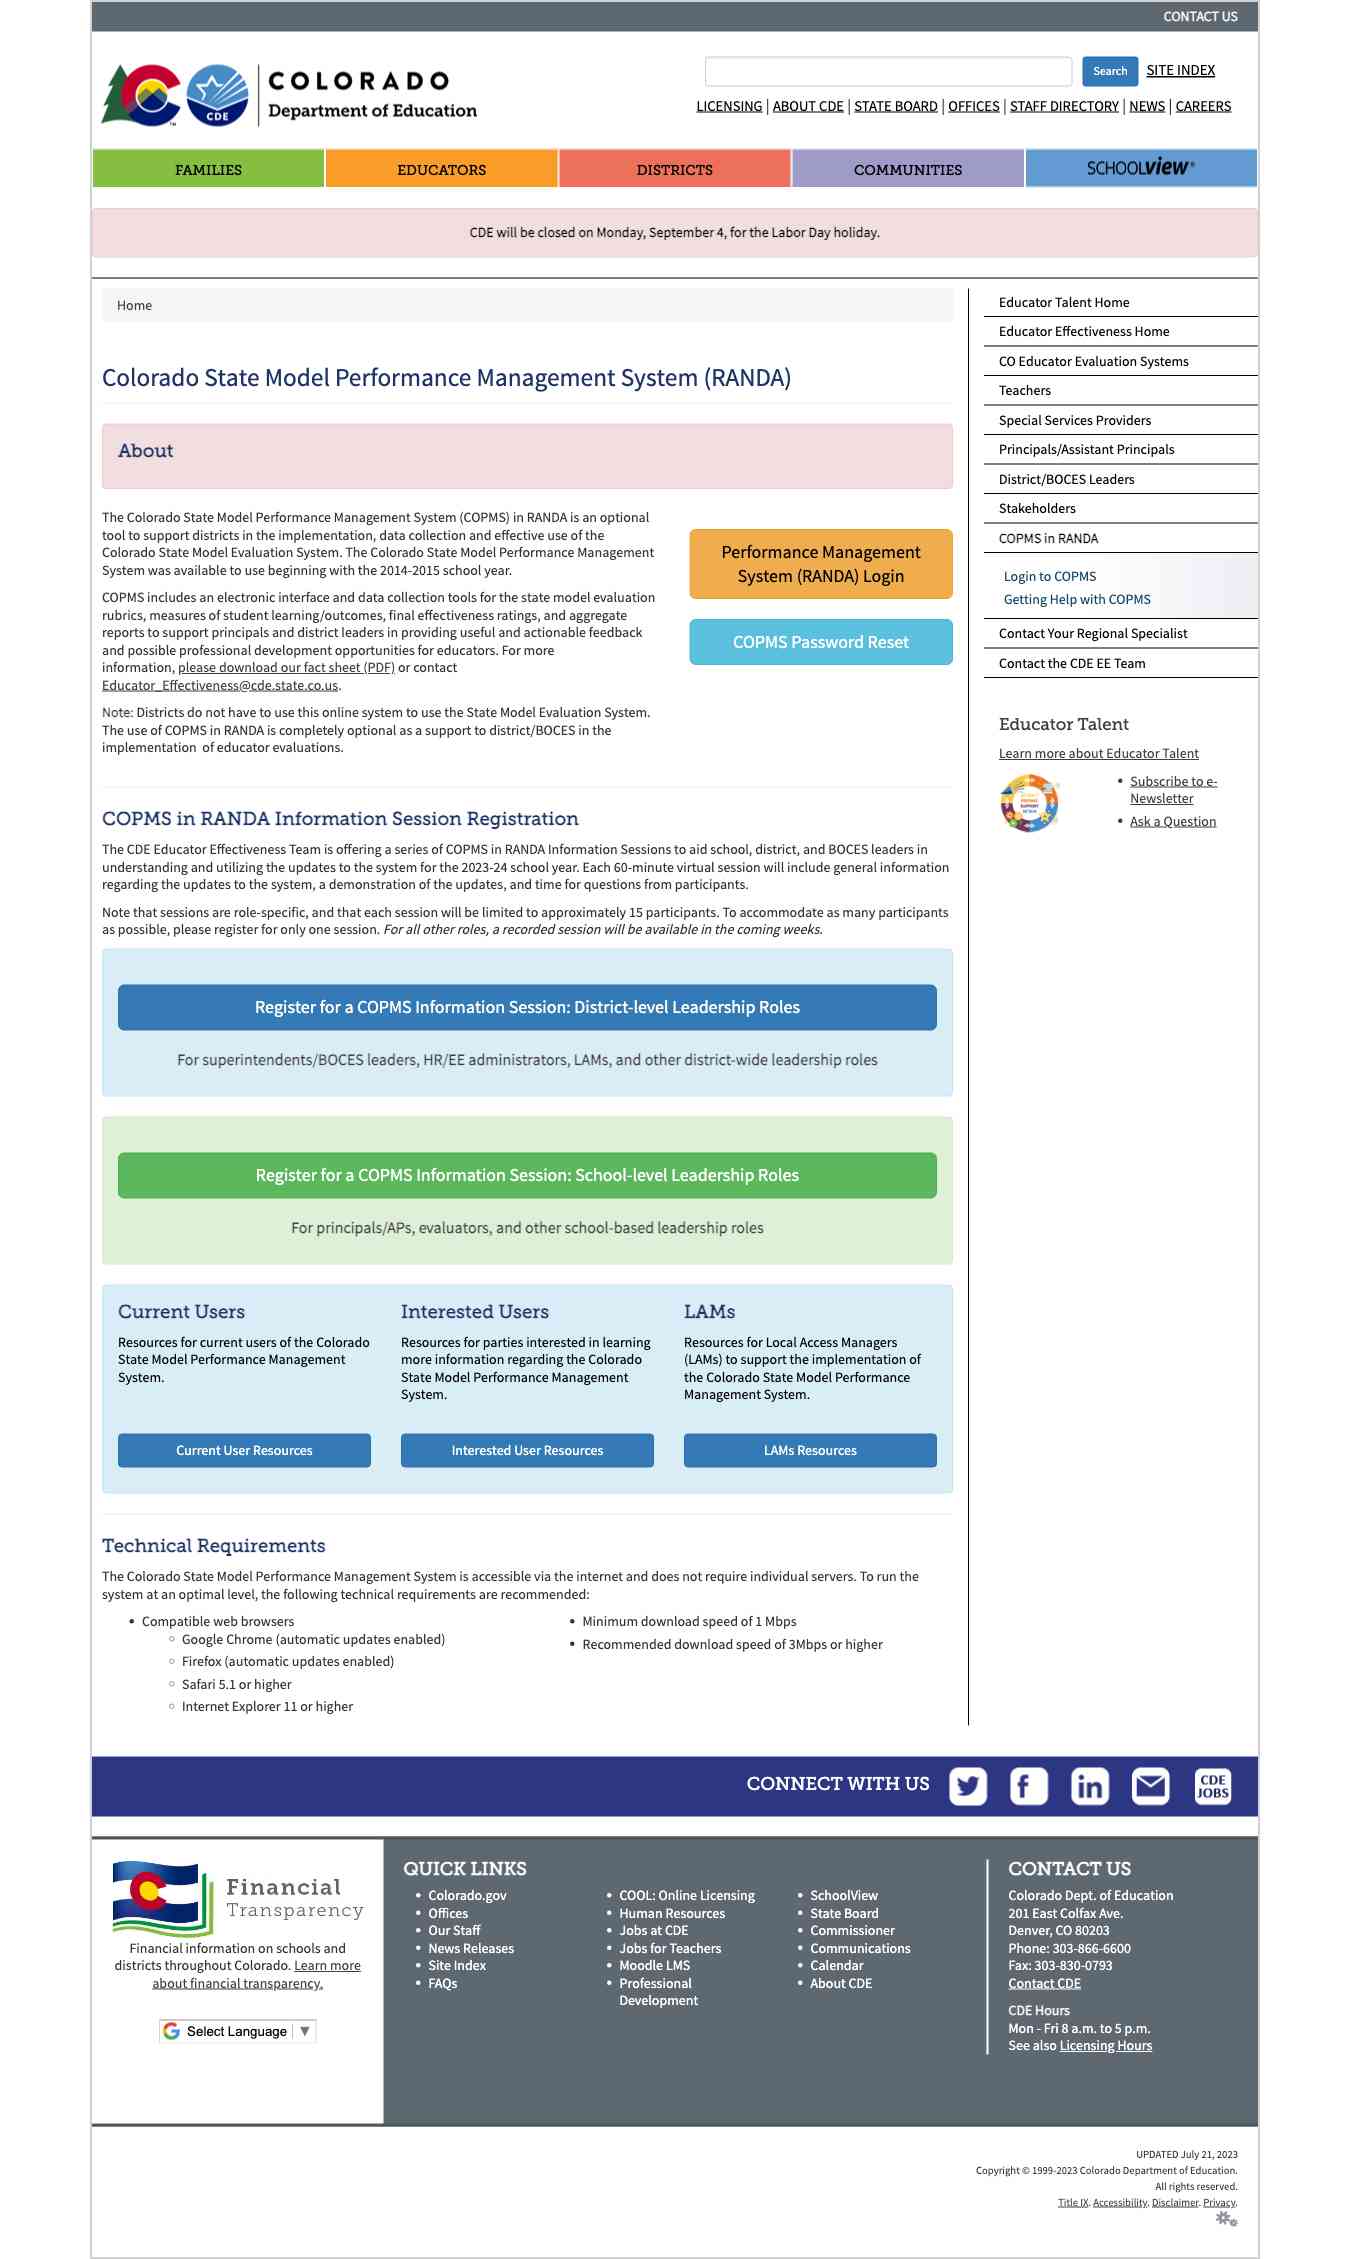 CONTACT US
COLORADO
Department of Education
TM
CDE
Search
SITE INDEX
LICENSING | ABOUT CDE | STATE BOARD | OFFICES | STAFF DIRECTORY | NEWS | CAREERS
FAMILIES
EDUCATORS
DISTRICTS
COMMUNITIES
SCHOOLVIEW®
CDE will be closed on Monday, September 4, for the Labor Day holiday.
Home
Colorado State Model Performance Management System (RANDA)
About
The Colorado State Model Performance Management System (COPMS) in RANDA is an optional
tool to support districts in the implementation, data collection and effective use of the
Colorado State Model Evaluation System. The Colorado State Model Performance Management
System was available to use beginning with the 2014-2015 school year.
COPMS includes an electronic interface and data collection tools for the state model evaluation
rubrics, measures of student learning/outcomes, final effectiveness ratings, and aggregate
reports to support principals and district leaders in providing useful and actionable feedback
and possible professional development opportunities for educators. For more
information, please download our fact sheet (PDF) or contact
Educator_Effectiveness@cde.state.co.us.
Note: Districts do not have to use this online system to use the State Model Evaluation System.
The use of COPMS in RANDA is completely optional as a support to district/BOCES in the
implementation of educator evaluations.
Performance Management
System (RANDA) Login
COPMS Password Reset
COPMS in RANDA Information Session Registration
The CDE Educator Effectiveness Team is offering a series of COPMS in RANDA Information Sessions to aid school, district, and BOCES leaders in
understanding and utilizing the updates to the system for the 2023-24 school year. Each 60-minute virtual session will include general information
regarding the updates to the system, a demonstration of the updates, and time for questions from participants.
Note that sessions are role-specific, and that each session will be limited to approximately 15 participants. To accommodate as many participants
as possible, please register for only one session. For all other roles, a recorded session will be available in the coming weeks.
Register for a COPMS Information Session: District-level Leadership Roles
For superintendents/BOCES leaders, HR/EE administrators, LAMs, and other district-wide leadership roles
Register for a COPMS Information Session: School-level Leadership Roles
For principals/APs, evaluators, and other school-based leadership roles
Current Users
Resources for current users of the Colorado
State Model Performance Management
System.
Current User Resources
Interested Users
Resources for parties interested in learning
more information regarding the Colorado
State Model Performance Management
System.
Interested User Resources
LAMs
Resources for Local Access Managers
(LAMs) to support the implementation of
the Colorado State Model Performance
Management System.
LAMs Resources
Technical Requirements
The Colorado State Model Performance Management System is accessible via the internet and does not require individual servers. To run the
system at an optimal level, the following technical requirements are recommended:
Compatible web browsers
Google Chrome (automatic updates enabled)
Firefox (automatic updates enabled)
Safari 5.1 or higher
Internet Explorer 11 or higher
Minimum download speed of 1 Mbps
Recommended download speed of 3Mbps or higher
Educator Talent Home
Educator Effectiveness Home
CO Educator Evaluation Systems
Teachers
Special Services Providers
Principals/Assistant Principals
District/BOCES Leaders
Stakeholders
COPMS in RANDA
Login to COPMS
Getting Help with COPMS
Contact Your Regional Specialist
Contact the CDE EE Team
Educator Talent
Learn more about Educator Talent
Subscribe to e-
Newsletter
Ask a Question
CONNECT WITH US
CDE
JOBS
Financial
Transparency
Financial information on schools and
districts throughout Colorado. Learn more
about financial transparency.
Select Language ▼
QUICK LINKS
Colorado.gov
Offices
Our Staff
News Releases
Site Index
FAQs
COOL: Online Licensing
Human Resources
Jobs at CDE
Jobs for Teachers
Moodle LMS
Professional
Development
SchoolView
State Board
Commissioner
Communications
Calendar
About CDE
CONTACT US
Colorado Dept. of Education
201 East Colfax Ave.
Denver, CO 80203
Phone: 303-866-6600
Fax: 303-830-0793
Contact CDE
CDE Hours
Mon - Fri 8 a.m. to 5 p.m.
See also Licensing Hours
UPDATED July 21, 2023
Copyright © 1999-2023 Colorado Department of Education.
All rights reserved.
Title IX. Accessibility. Disclaimer. Privacy.